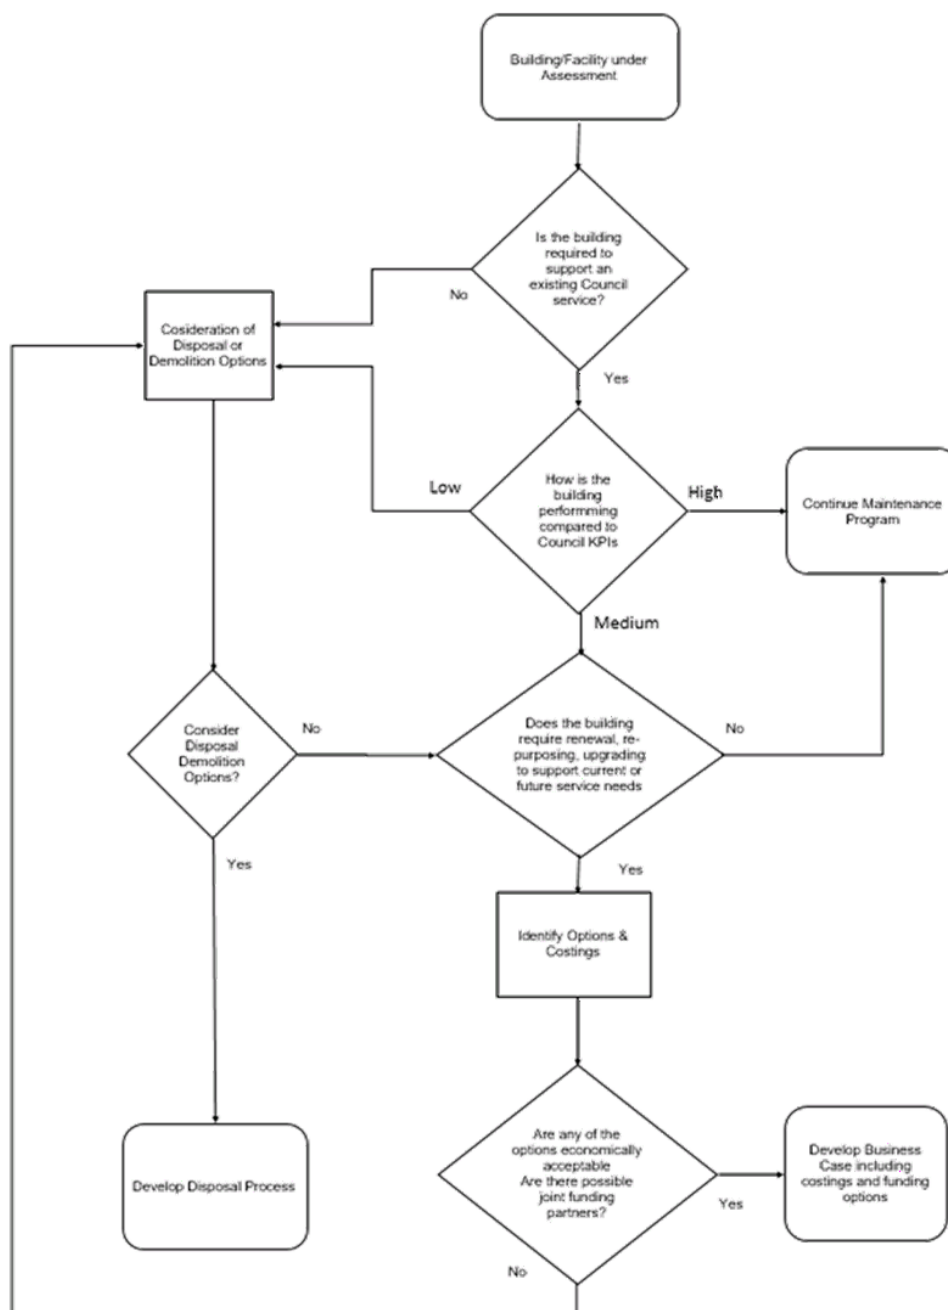 Building/Facility under
Assessment
Is the building
required to
support an
existing Council
service?
No
Yes
Cosideration of
Disposal or
Demolition Options
How is the
building
performming
compared to
Council KPIs
Low
High
Medium
Continue Maintenance
Program
Consider
Disposal
Demolition
Options?
No
Yes
Does the building
require renewal, re-
purposing, upgrading
to support current or
future service needs
No
Yes
Identify Options &
Costings
Develop Disposal Process
Are any of the
options economically
acceptable
Are there possible
joint funding
partners?
Yes
No
Develop Business
Case including
costings and funding
options